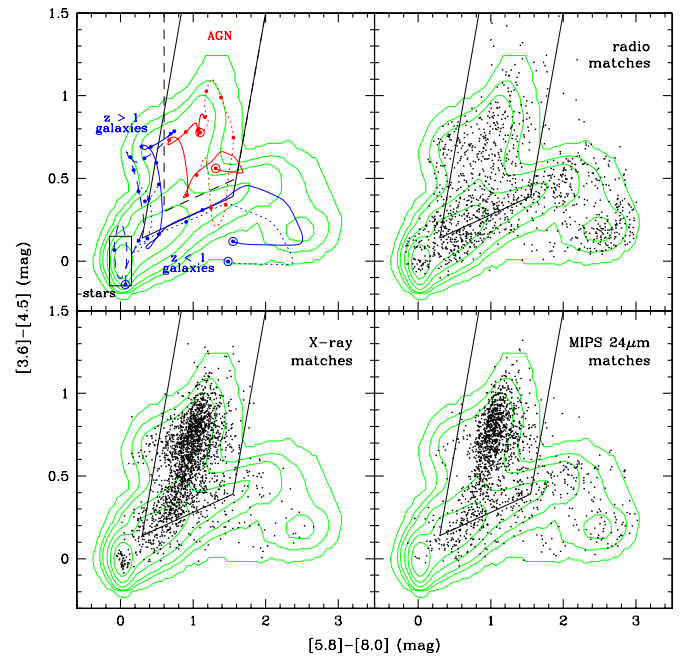 1.5
AGN
radio
matches
z > 1
galaxies
1
0.5
z < 1
galaxies
0
stars
[3.6]−[4.5] (mag)
1.5
X-ray
matches
MIPS 24μm
matches
1
0.5
0
0 1 2 3 0 1 2 3
[5.8]−[8.0] (mag)